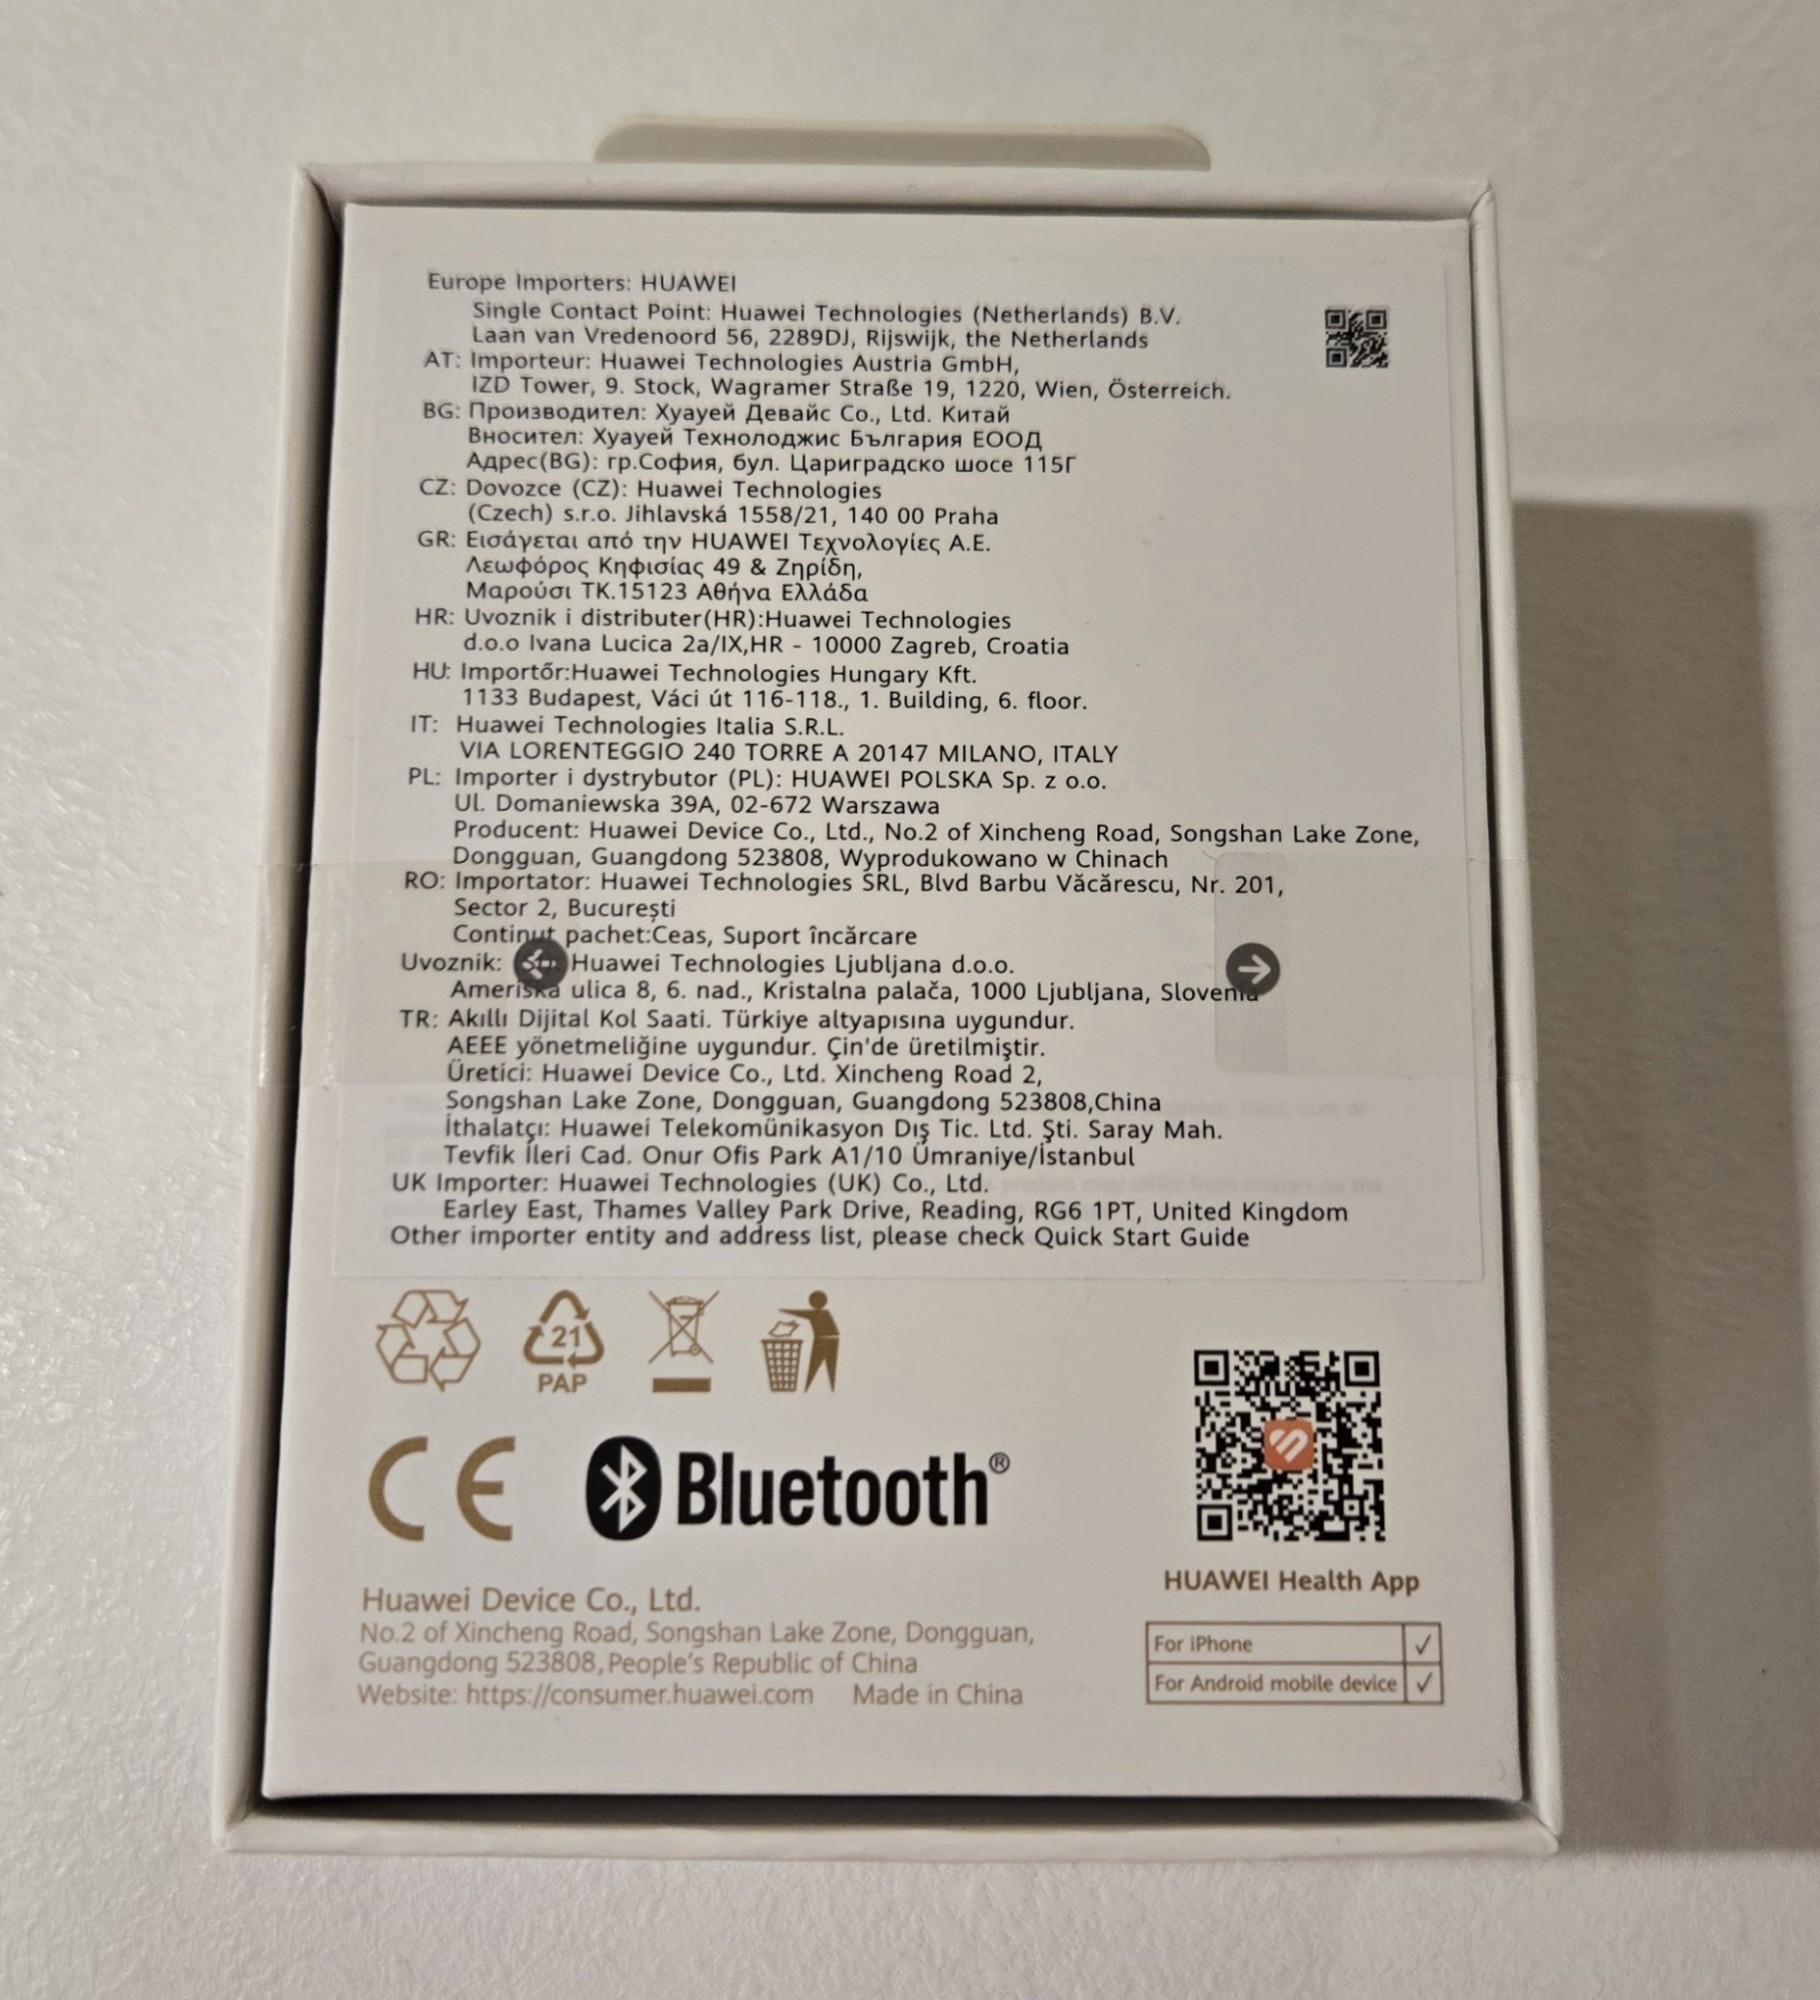 Europe Importers: HUAWEI
Single Contact Point: Huawei Technologies (Netherlands) B.V.
Laan van Vredenoord 56, 2289DJ, Rijswijk, the Netherlands
AT: Importeur: Huawei Technologies Austria GmbH,
IZD Tower, 9. Stock, Wagramer Straße 19, 1220, Wien, Österreich.
BG: Производител: Хуауей Девайс Co., Ltd. Китай
Вносител: Хуауей Технолоджис България ЕООД
Адрес(BG): гр.София, бул. Цариградско шосе 115Г
CZ: Dovozce (CZ): Huawei Technologies
(Czech) s.r.o. Jihlavská 1558/21, 140 00 Praha
GR: Εισάγεται από την HUAWEI Τεχνολογίες Α.Ε.
Λεωφόρος Κηφισίας 49 & Ζηρίδη,
Μαρούσι ΤΚ.15123 Αθήνα Ελλάδα
HR: Uvoznik i distributer(HR):Huawei Technologies
d.o.o Ivana Lucica 2a/IX,HR - 10000 Zagreb, Croatia
HU: Importőr:Huawei Technologies Hungary Kft.
1133 Budapest, Váci út 116-118., 1. Building, 6. floor.
IT: Huawei Technologies Italia S.R.L.
VIA LORENTEGGIO 240 TORRE A 20147 MILANO, ITALY
PL: Importer i dystrybutor (PL): HUAWEI POLSKA Sp. z o.o.
Ul. Domaniewska 39A, 02-672 Warszawa
Producent: Huawei Device Co., Ltd., No.2 of Xincheng Road, Songshan Lake Zone,
Dongguan, Guangdong 523808, Wyprodukowano w Chinach
RO: Importator: Huawei Technologies SRL, Blvd Barbu Văcărescu, Nr. 201,
Sector 2, București
Conținut pachet:Ceas, Suport încărcare
Uvoznik: Huawei Technologies Ljubljana d.o.o.
Ameriška ulica 8, 6. nad., Kristalna palača, 1000 Ljubljana, Slovenia
TR: Akıllı Dijital Kol Saati. Türkiye altyapısına uygundur.
AEEE yönetmeliğine uygundur. Çin'de üretilmiştir.
Üretici: Huawei Device Co., Ltd. Xincheng Road 2,
Songshan Lake Zone, Dongguan, Guangdong 523808,China
İthalatçı: Huawei Telekomünikasyon Dış Tic. Ltd. Şti. Saray Mah.
Tevfik İleri Cad. Onur Ofis Park A1/10 Ümraniye/İstanbul
UK Importer: Huawei Technologies (UK) Co., Ltd.
Earley East, Thames Valley Park Drive, Reading, RG6 1PT, United Kingdom
Other importer entity and address list, please check Quick Start Guide
21
PAP
CE
Bluetooth®
HUAWEI Health App
For iPhone ✓
For Android mobile device ✓
Huawei Device Co., Ltd.
No.2 of Xincheng Road, Songshan Lake Zone, Dongguan,
Guangdong 523808, People's Republic of China
Website: https://consumer.huawei.com Made in China